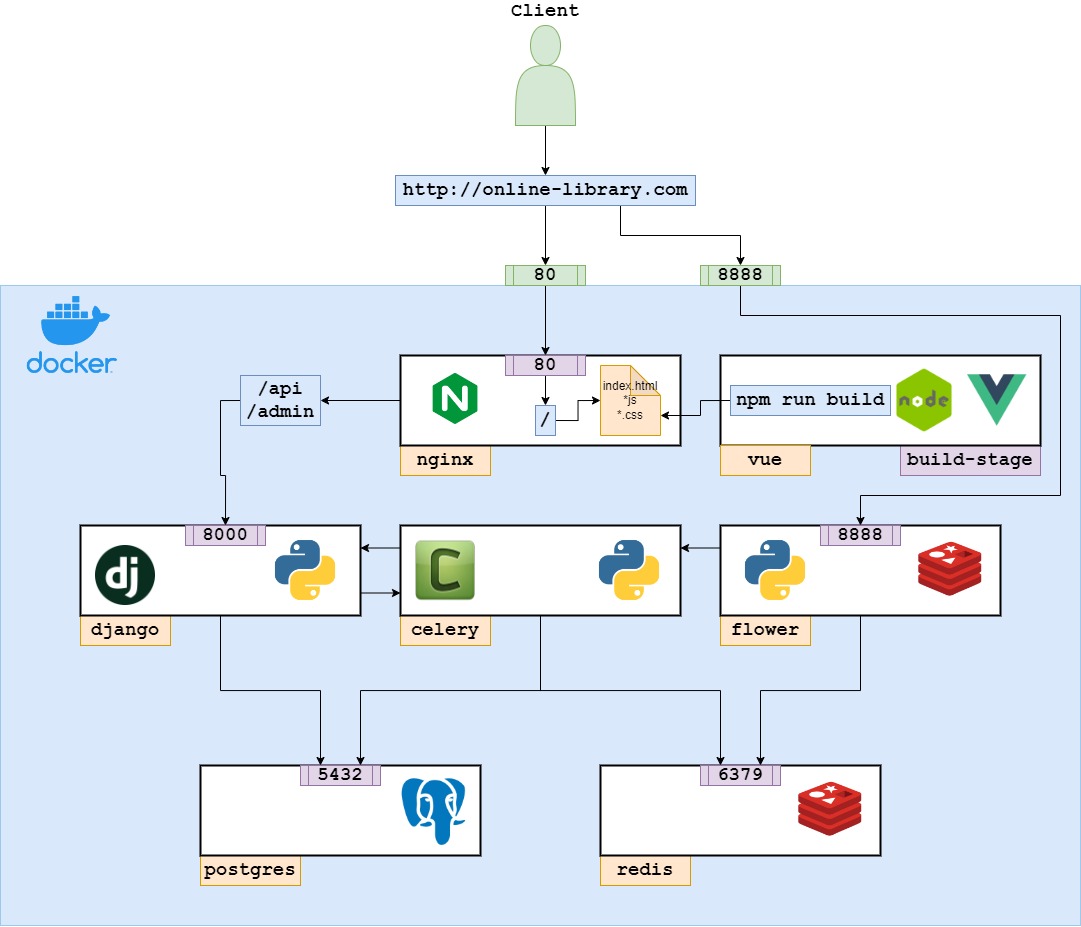 Client
http://online-library.com
80
8888
docker
80
/api
/admin
N
/
index.html
*js
*.css
npm run build
node
nginx
vue
build-stage
8000
8888
dj
C
django
celery
flower
5432
6379
postgres
redis